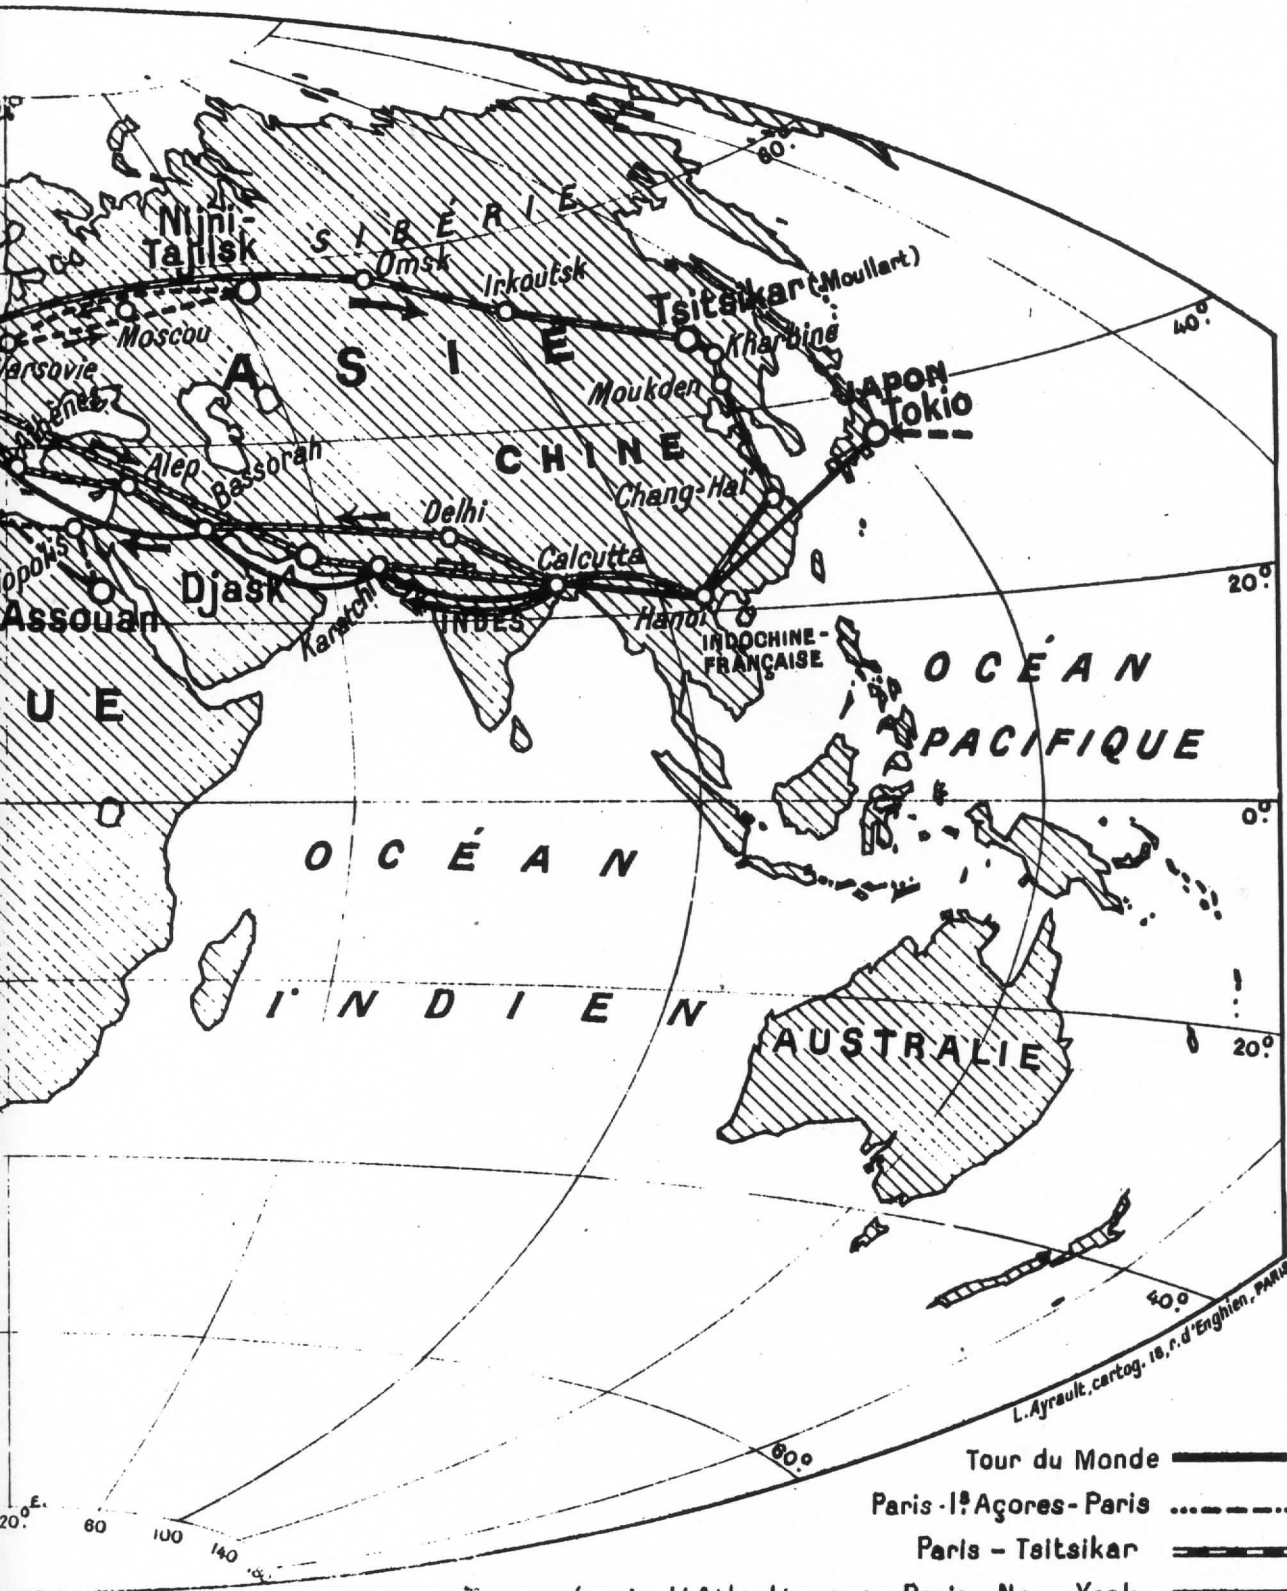 60°
Nijni-
Tajilsk
SIBÉRIE
Omsk
Irkoutsk
Tsitsikar (Moullart)
40°
Moscou
Varsovie
Kharbine
ASIE
Moukden
JAPON
Tokio
Athènes
Alep
Bassorah
CHINE
Chang-Haï
Delhi
Calcutta
20°
Djask
Assouan
Karatchi
INDES
Hanoï
INDOCHINE-
FRANÇAISE
OCÉAN
PACIFIQUE
UE
0°
OCÉAN
INDIEN
AUSTRALIE
20°
40°
L. Ayrault, cartog. 18, r. d'Enghien, PARIS
60°
Tour du Monde
Paris-Iˢ Açores-Paris
Paris - Tsitsikar
20° E.
60
100
140